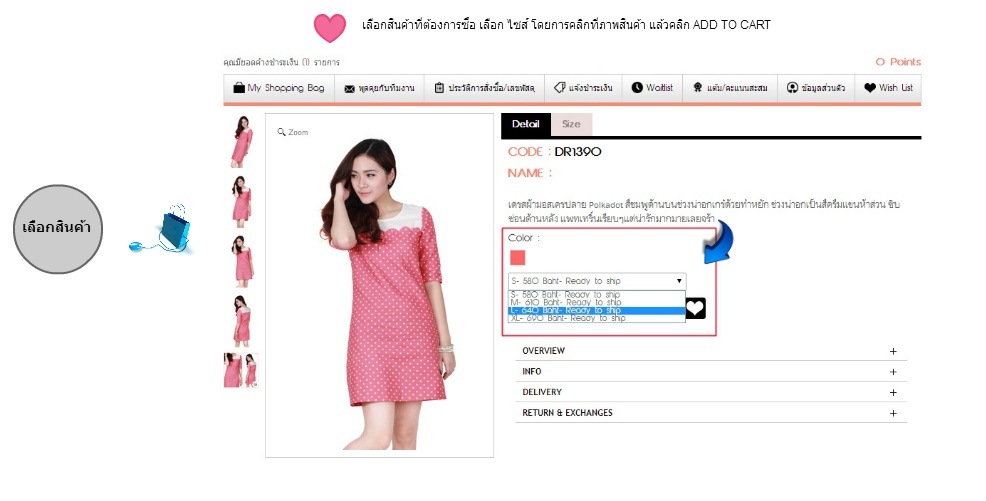 เลือกสินค้าที่ต้องการซื้อ เลือก ไซส์ โดยการคลิกที่ภาพสินค้า แล้วคลิก ADD TO CART
คุณมียอดค้างชำระเงิน (1) รายการ
0 Points
My Shopping Bag
พูดคุยกับทีมงาน
ประวัติการสั่งซื้อ/เลขพัสดุ
แจ้งชำระเงิน
Waitlist
แต้ม/คะแนนสะสม
ข้อมูลส่วนตัว
Wish List
Zoom
Detail
Size
CODE : DR1390
NAME :
เดรสผ้ามอสเครปลาย Polkadot สีชมพูด้านบนช่วงน่าอกเกร๋ด้วยทำหยัก ช่วงน่าอกเป็นสีครีมแขนห้าส่วน ซิบ
ซ่อนด้านหลัง แพทเทริ์นเรียบๆแต่น่ารักมากมายเลยจร้า
Color :
S- 580 Baht- Ready to ship
S- 580 Baht- Ready to ship
M- 610 Baht- Ready to ship
L- 640 Baht- Ready to ship
XL- 690 Baht- Ready to ship
เลือกสินค้า
OVERVIEW +
INFO +
DELIVERY +
RETURN & EXCHANGES +